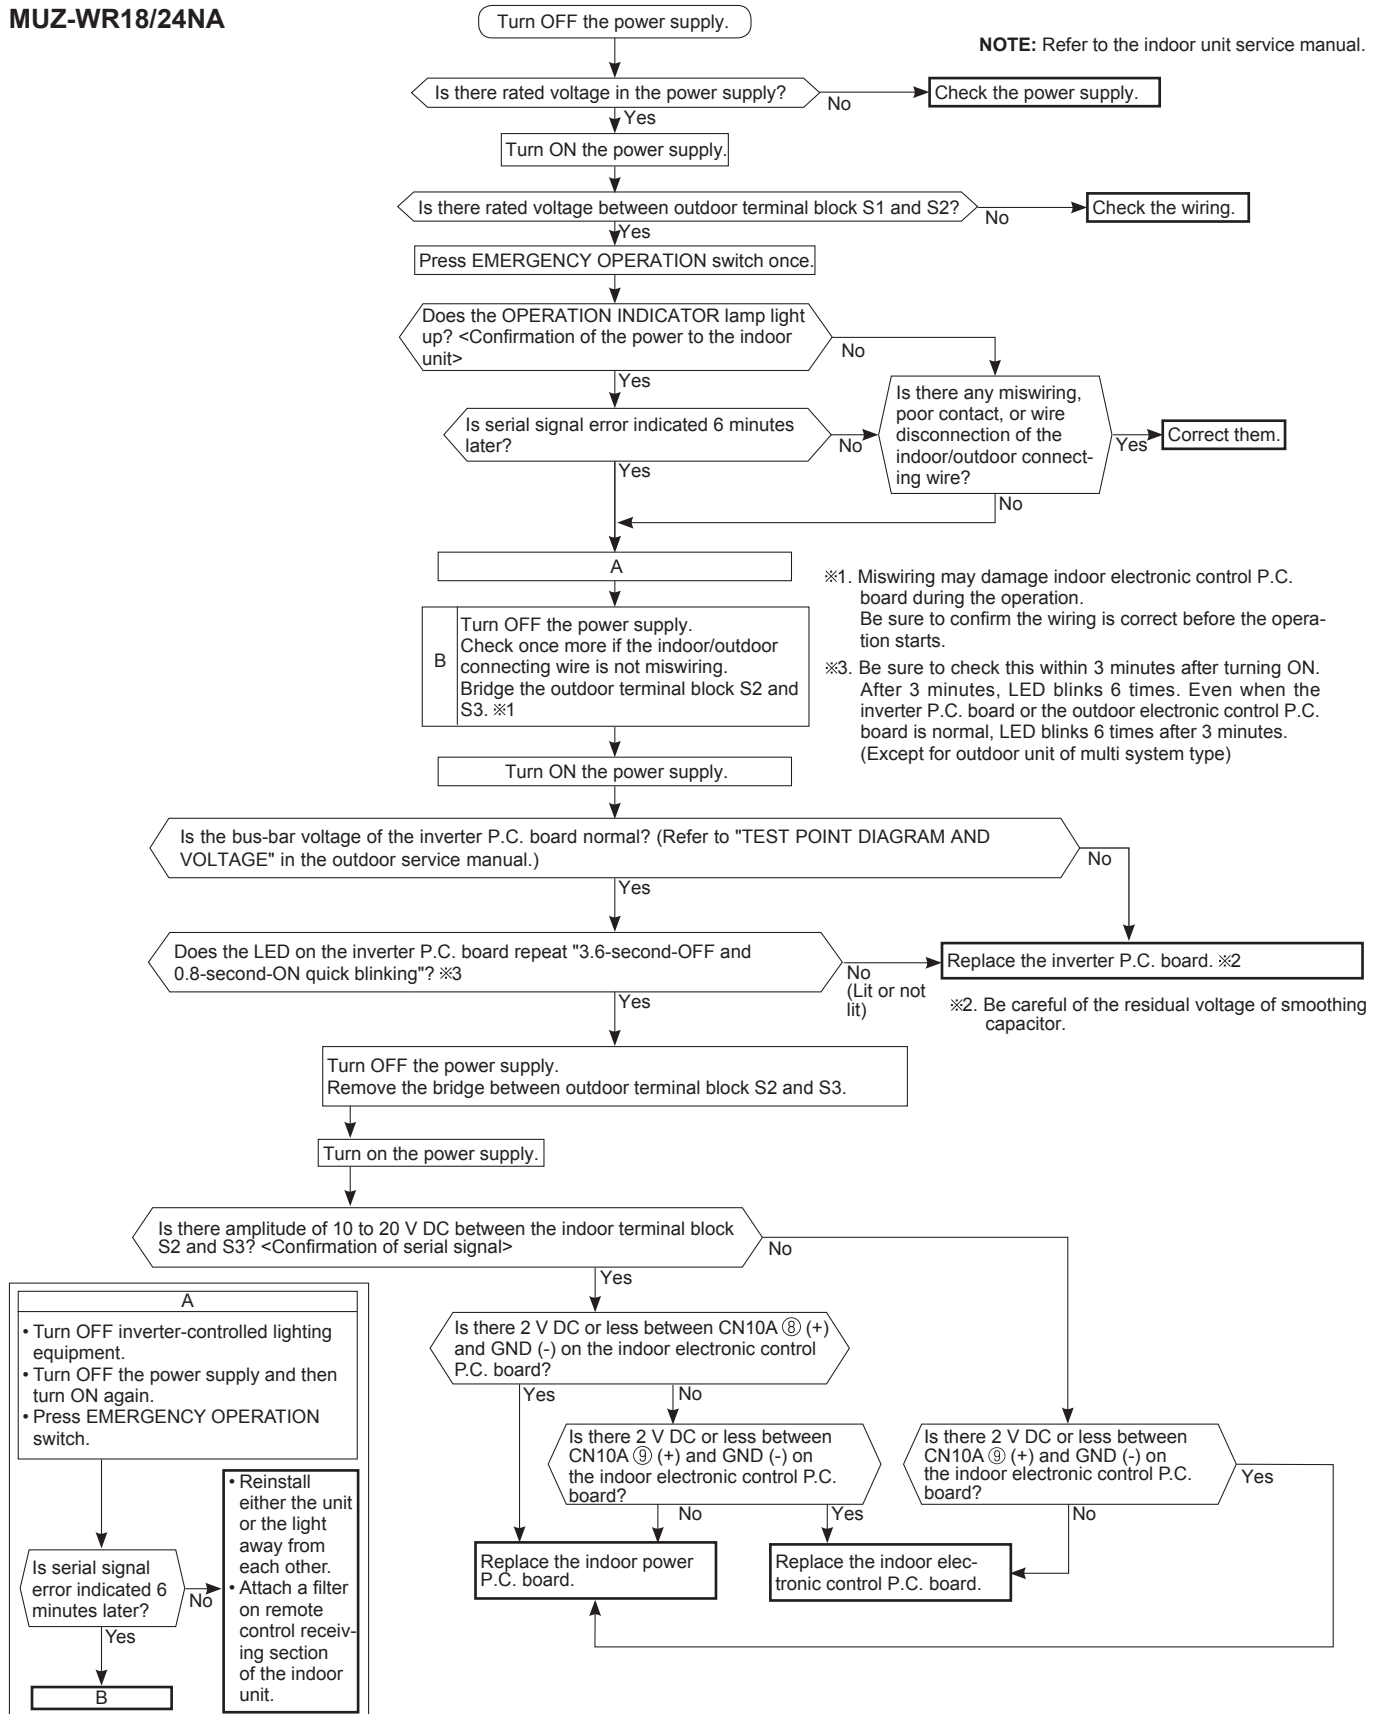 MUZ-WR18/24NA
Turn OFF the power supply.
NOTE: Refer to the indoor unit service manual.
Is there rated voltage in the power supply?
No
Check the power supply.
Yes
Turn ON the power supply.
Is there rated voltage between outdoor terminal block S1 and S2?
No
Check the wiring.
Yes
Press EMERGENCY OPERATION switch once.
Does the OPERATION INDICATOR lamp light
up? <Confirmation of the power to the indoor
unit>
No
Yes
Is there any miswiring,
poor contact, or wire
disconnection of the
indoor/outdoor connect-
ing wire?
Yes
Correct them.
Is serial signal error indicated 6 minutes
later?
No
Yes
No
A
※1. Miswiring may damage indoor electronic control P.C.
board during the operation.
Be sure to confirm the wiring is correct before the opera-
tion starts.
※3. Be sure to check this within 3 minutes after turning ON.
After 3 minutes, LED blinks 6 times. Even when the
inverter P.C. board or the outdoor electronic control P.C.
board is normal, LED blinks 6 times after 3 minutes.
(Except for outdoor unit of multi system type)
B
Turn OFF the power supply.
Check once more if the indoor/outdoor
connecting wire is not miswiring.
Bridge the outdoor terminal block S2 and
S3. ※1
Turn ON the power supply.
Is the bus-bar voltage of the inverter P.C. board normal? (Refer to "TEST POINT DIAGRAM AND
VOLTAGE" in the outdoor service manual.)
No
Yes
Does the LED on the inverter P.C. board repeat "3.6-second-OFF and
0.8-second-ON quick blinking"? ※3
No
(Lit or not
lit)
Replace the inverter P.C. board. ※2
※2. Be careful of the residual voltage of smoothing
capacitor.
Yes
Turn OFF the power supply.
Remove the bridge between outdoor terminal block S2 and S3.
Turn on the power supply.
Is there amplitude of 10 to 20 V DC between the indoor terminal block
S2 and S3? <Confirmation of serial signal>
No
Yes
Is there 2 V DC or less between CN10A ⑧ (+)
and GND (-) on the indoor electronic control
P.C. board?
Yes
No
Is there 2 V DC or less between
CN10A ⑨ (+) and GND (-) on
the indoor electronic control P.C.
board?
No
Yes
Is there 2 V DC or less between
CN10A ⑨ (+) and GND (-) on
the indoor electronic control P.C.
board?
Yes
No
Replace the indoor power
P.C. board.
Replace the indoor elec-
tronic control P.C. board.
A
• Turn OFF inverter-controlled lighting
equipment.
• Turn OFF the power supply and then
turn ON again.
• Press EMERGENCY OPERATION
switch.
Is serial signal
error indicated 6
minutes later?
No
Yes
B
• Reinstall
either the unit
or the light
away from
each other.
• Attach a filter
on remote
control receiv-
ing section
of the indoor
unit.